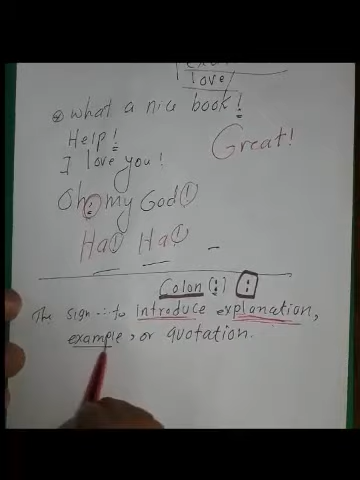 love
⊛ What a nice book!
Great!
Help!
I love you!
Oh! my God!
Ha! Ha! _
Colon (:) :
The sign : to introduce explanation,
example, or quotation.